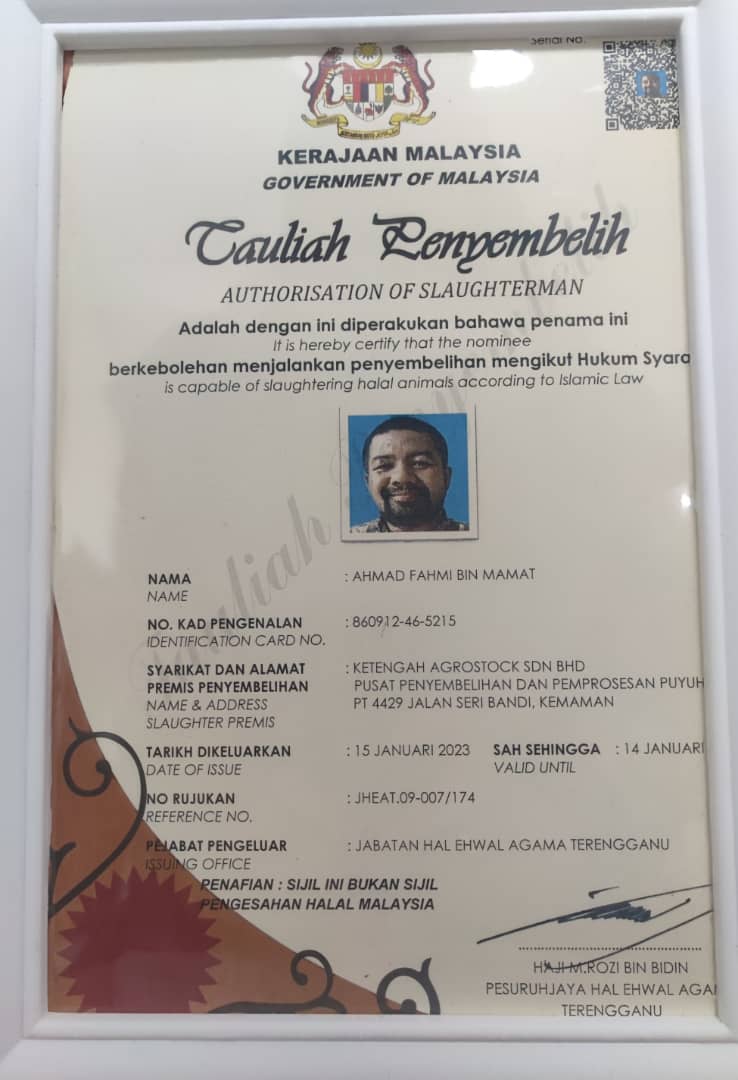 Serial No.
KERAJAAN MALAYSIA
GOVERNMENT OF MALAYSIA
Tauliah Penyembelih
AUTHORISATION OF SLAUGHTERMAN
Adalah dengan ini diperakukan bahawa penama ini
It is hereby certify that the nominee
berkebolehan menjalankan penyembelihan mengikut Hukum Syara
is capable of slaughtering halal animals according to Islamic Law
Tauliah Penyembelih
NAMA : AHMAD FAHMI BIN MAMAT
NAME
NO. KAD PENGENALAN : 860912-46-5215
IDENTIFICATION CARD NO.
SYARIKAT DAN ALAMAT : KETENGAH AGROSTOCK SDN BHD
PREMIS PENYEMBELIHAN PUSAT PENYEMBELIHAN DAN PEMPROSESAN PUYUH
NAME & ADDRESS PT 4429 JALAN SERI BANDI, KEMAMAN
SLAUGHTER PREMIS
TARIKH DIKELUARKAN : 15 JANUARI 2023 SAH SEHINGGA : 14 JANUARI
DATE OF ISSUE VALID UNTIL
NO RUJUKAN : JHEAT.09-007/174
REFERENCE NO.
PEJABAT PENGELUAR : JABATAN HAL EHWAL AGAMA TERENGGANU
ISSUING OFFICE
PENAFIAN : SIJIL INI BUKAN SIJIL
PENGESAHAN HALAL MALAYSIA
HAJI M.ROZI BIN BIDIN
PESURUHJAYA HAL EHWAL AGA
TERENGGANU